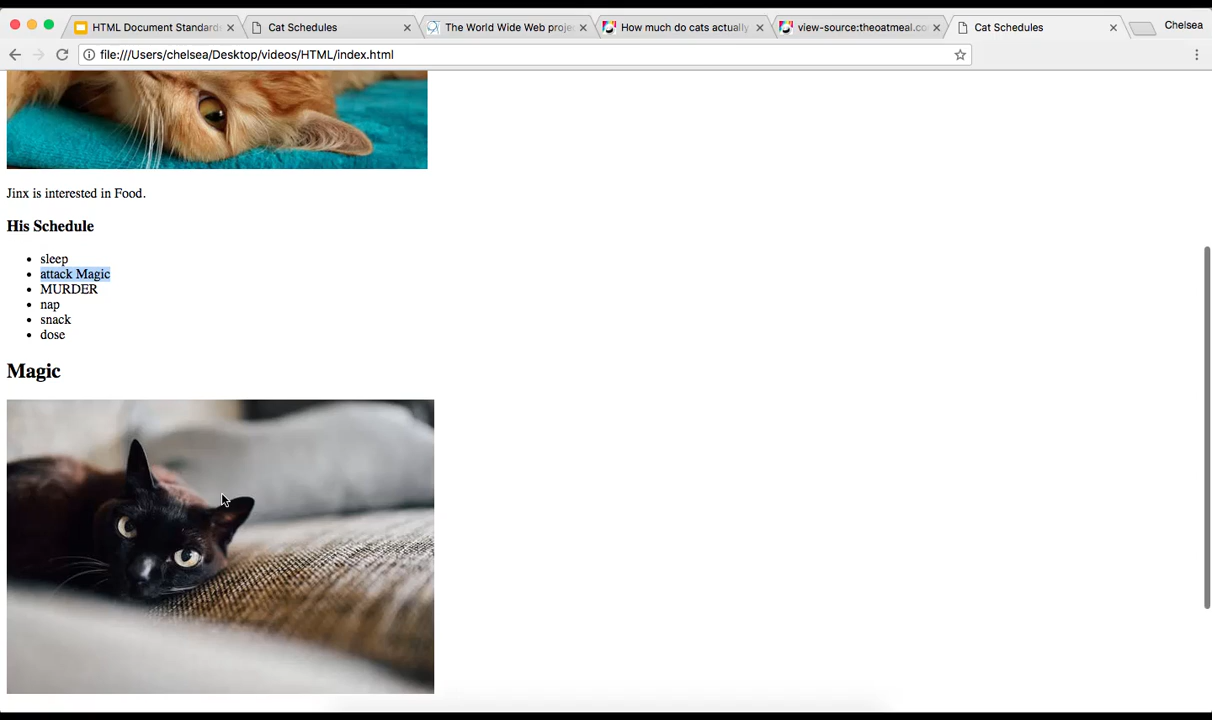 HTML Document Standard
Cat Schedules
The World Wide Web proje
How much do cats actually
view-source:theoatmeal.co
Cat Schedules
Chelsea
file:///Users/chelsea/Desktop/videos/HTML/index.html
Jinx is interested in Food.
His Schedule
sleep
attack Magic
MURDER
nap
snack
dose
Magic